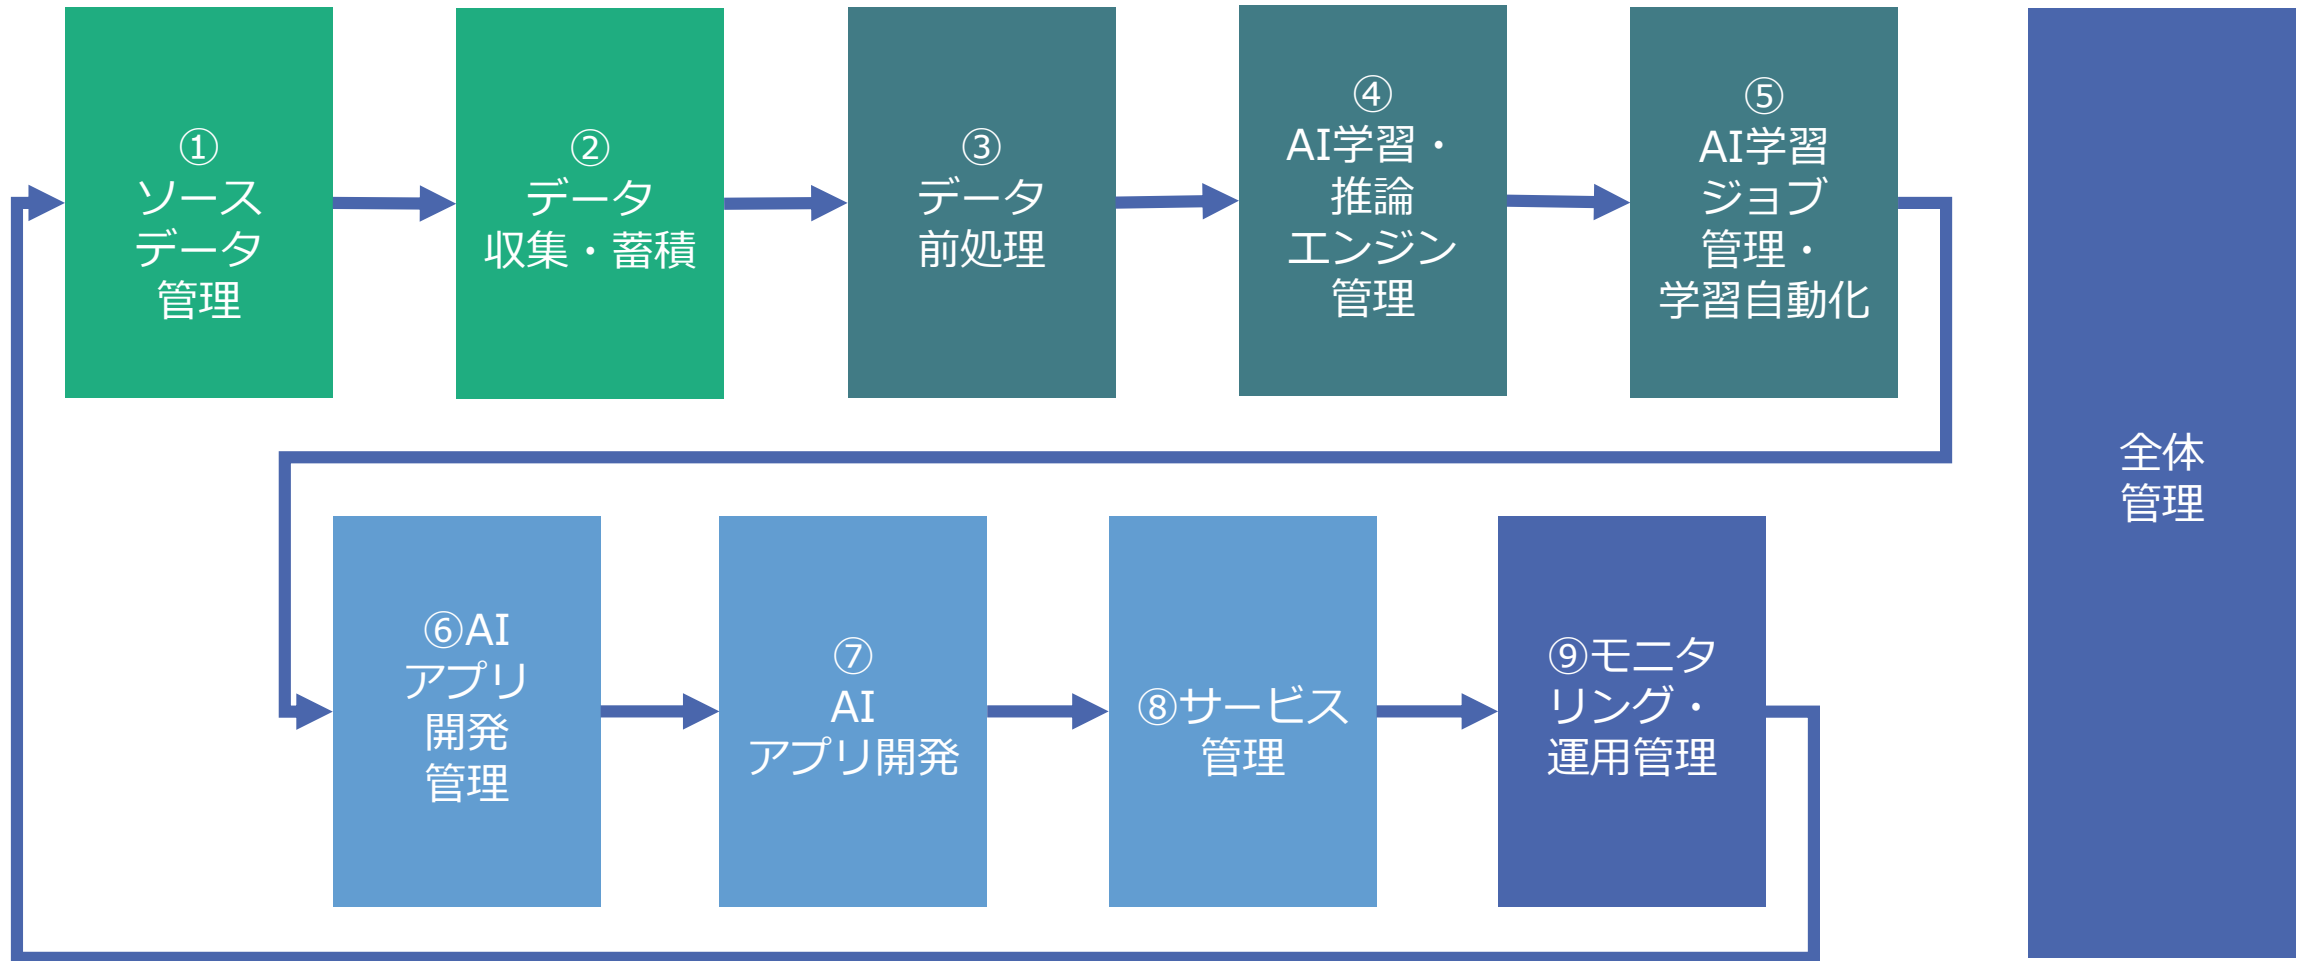 ①
ソース
データ
管理
②
データ
収集・蓄積
③
データ
前処理
④
AI学習・
推論
エンジン
管理
⑤
AI学習
ジョブ
管理・
学習自動化
⑥AI
アプリ
開発
管理
⑦
AI
アプリ開発
⑧サービス
管理
⑨モニタ
リング・
運用管理
全体
管理